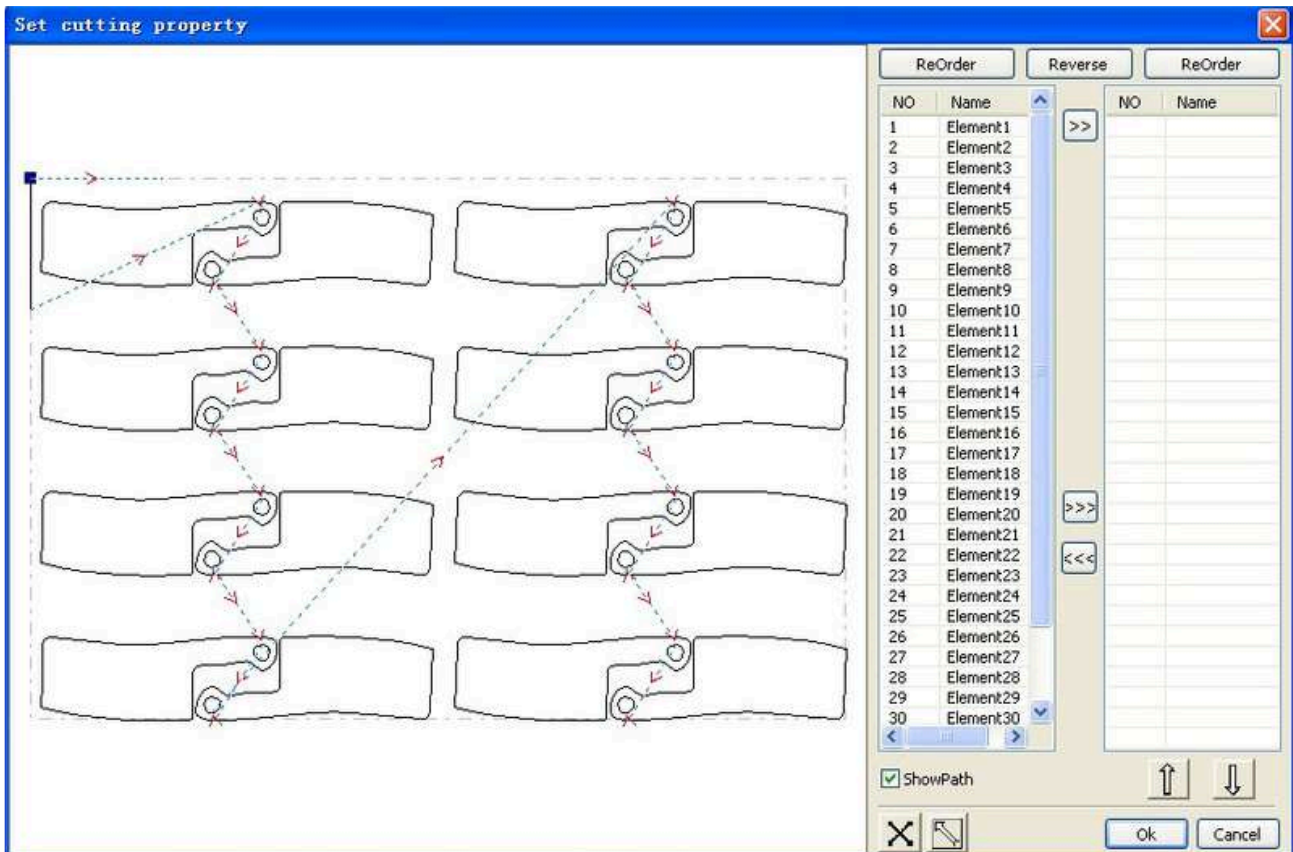 Set cutting property
ReOrder Reverse ReOrder
NO Name >> NO Name
1 Element1
2 Element2
3 Element3
4 Element4
5 Element5
6 Element6
7 Element7
8 Element8
9 Element9
10 Element10
11 Element11
12 Element12
13 Element13
14 Element14
15 Element15
16 Element16
17 Element17
18 Element18
19 Element19
20 Element20 >>>
21 Element21
22 Element22 <<<
23 Element23
24 Element24
25 Element25
26 Element26
27 Element27
28 Element28
29 Element29
30 Element30
ShowPath
Ok Cancel